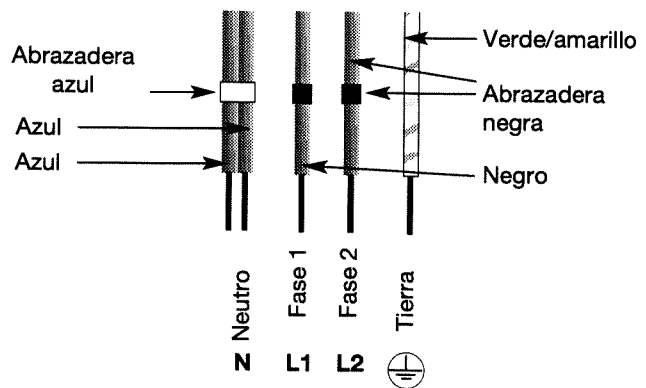 Abrazadera
azul
Azul
Azul
Verde/amarillo
Abrazadera
negra
Negro
Neutro
Fase 1
Fase 2
Tierra
N L1 L2